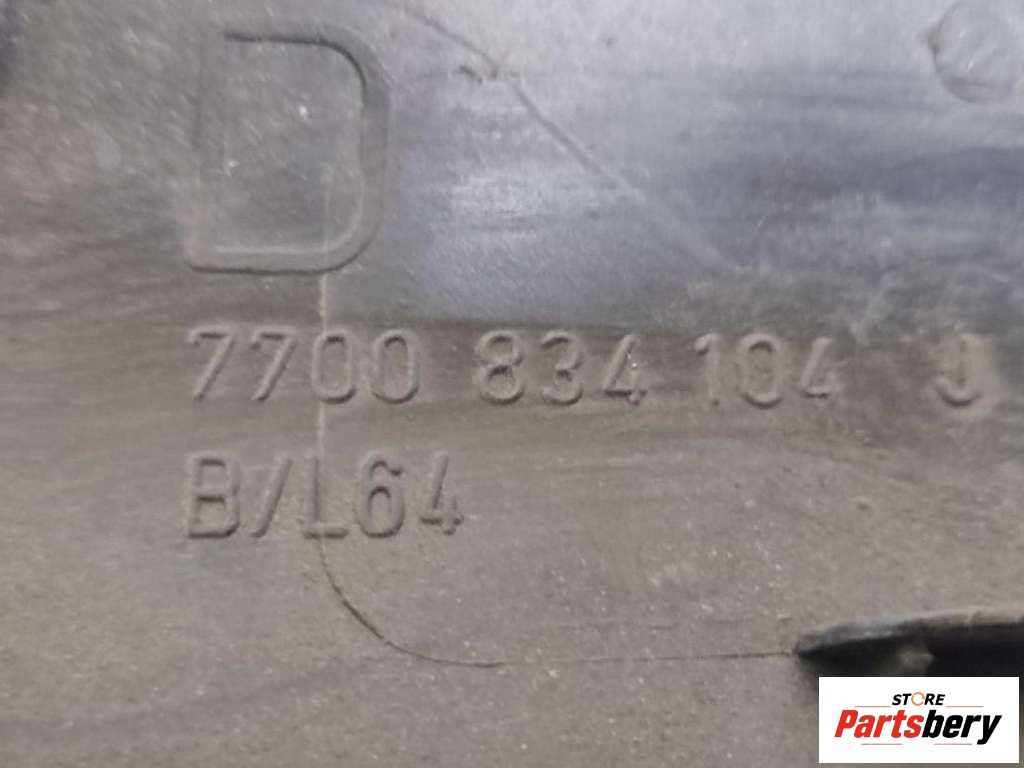 D
7700 834 104 J
B/L64
STORE
Partsbery